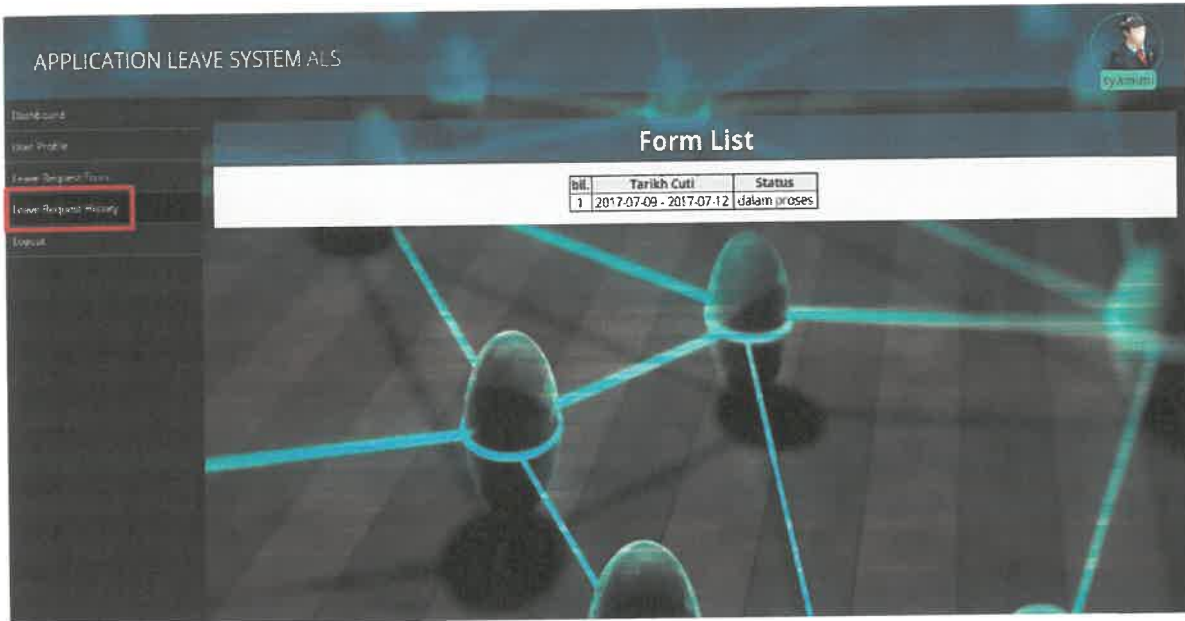 APPLICATION LEAVE SYSTEM ALS
syamimi
Dashboard
User Profile
Leave Request Form
Leave Request History
Logout
Form List
bil. Tarikh Cuti Status
1 2017-07-09 - 2017-07-12 dalam proses